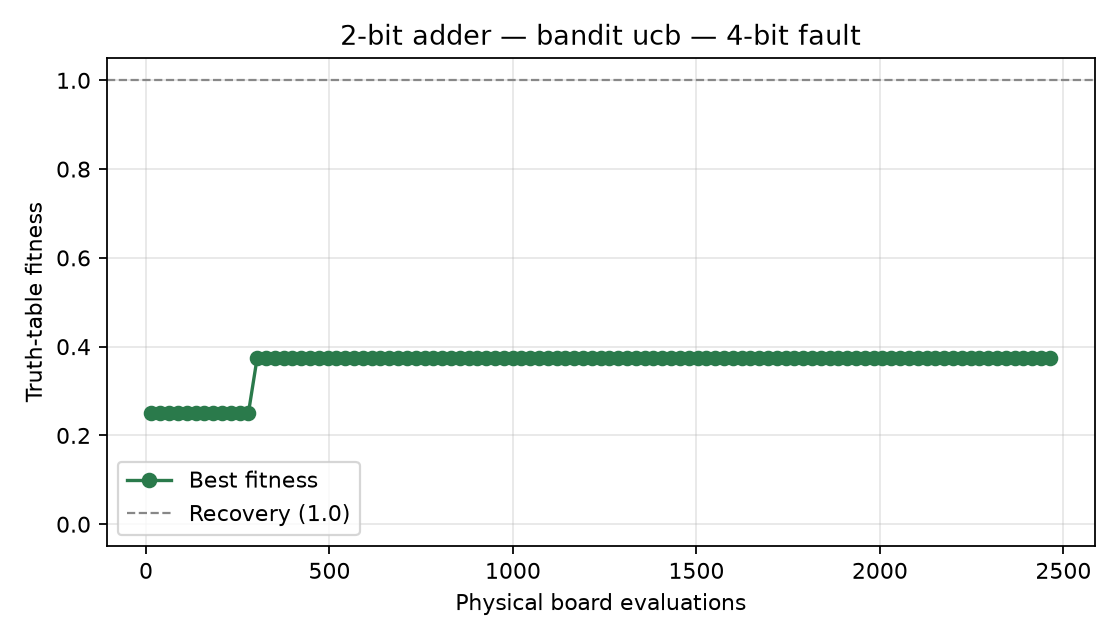 2-bit adder — bandit ucb — 4-bit fault
Truth-table fitness
1.0
0.8
0.6
0.4
0.2
0.0
Best fitness
Recovery (1.0)
0 500 1000 1500 2000 2500
Physical board evaluations